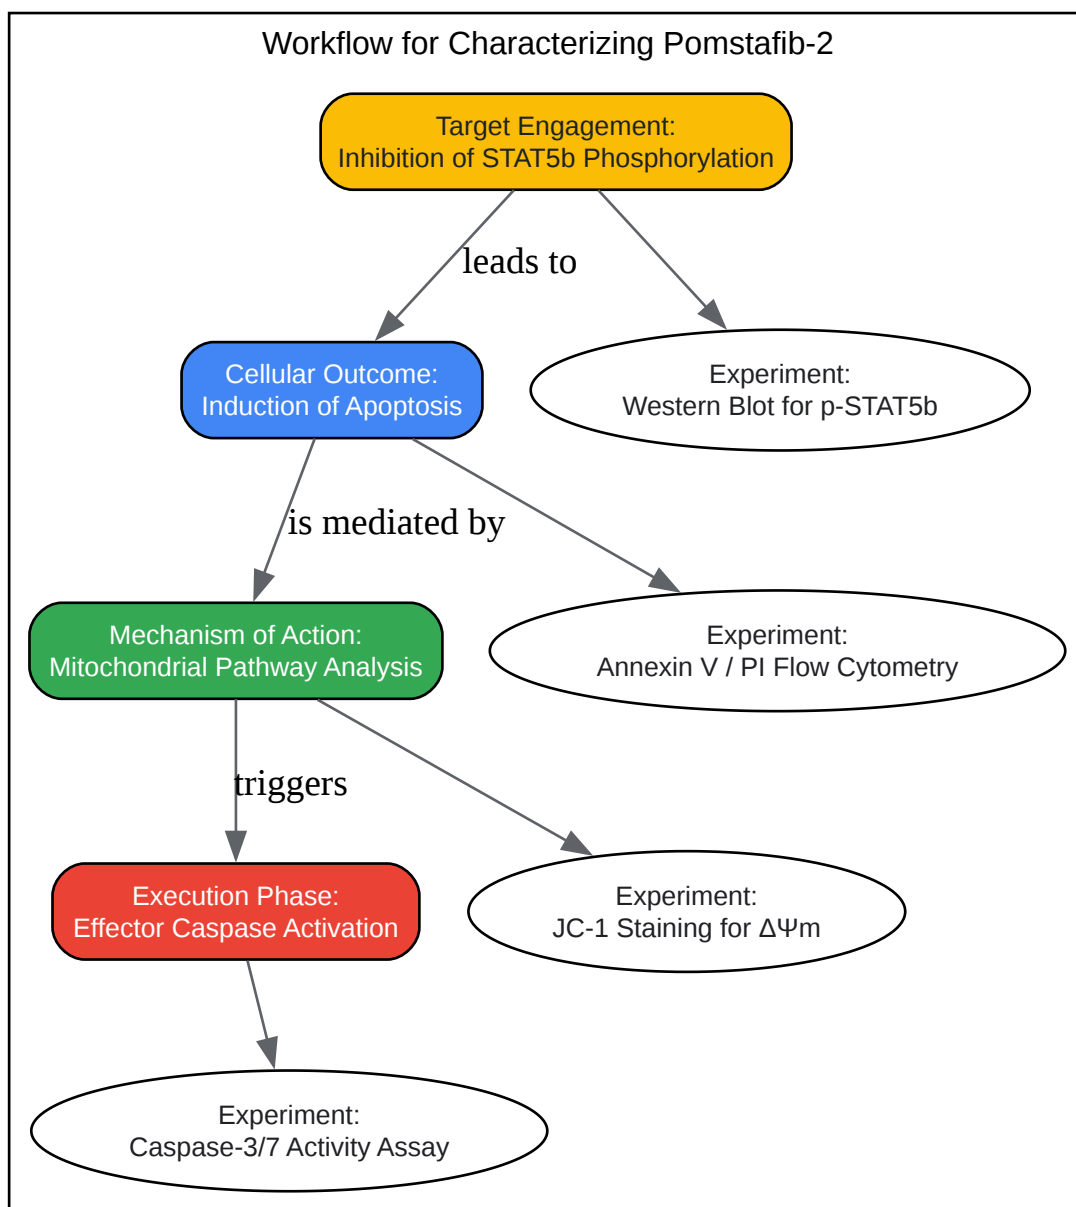 Workflow for Characterizing Pomstafib-2
Target Engagement:
Inhibition of STAT5b Phosphorylation
leads to
Cellular Outcome:
Induction of Apoptosis
Experiment:
Western Blot for p-STAT5b
is mediated by
Mechanism of Action:
Mitochondrial Pathway Analysis
Experiment:
Annexin V / PI Flow Cytometry
triggers
Execution Phase:
Effector Caspase Activation
Experiment:
JC-1 Staining for ΔΨm
Experiment:
Caspase-3/7 Activity Assay